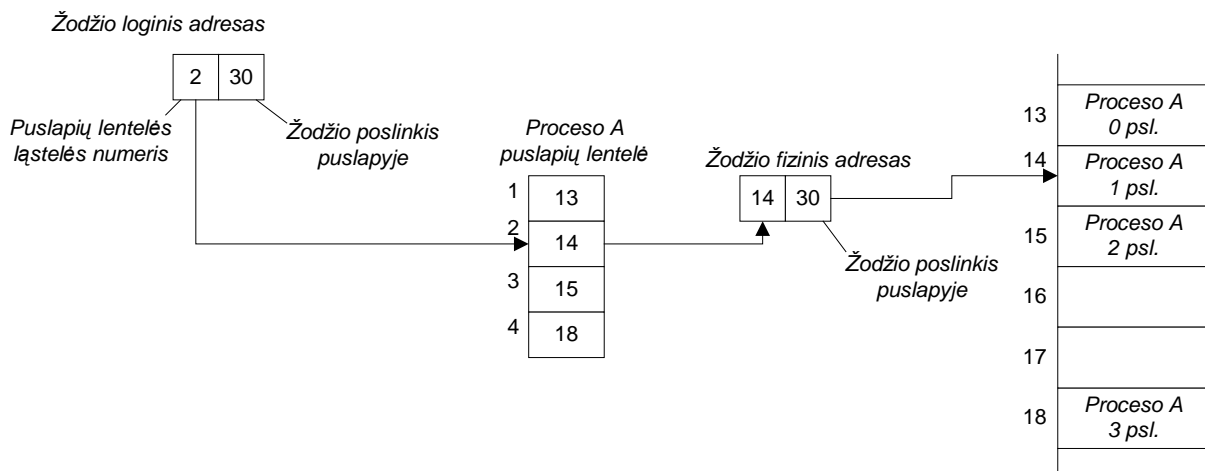 Žodžio loginis adresas
2 30
Puslapių lentelės
ląstelės numeris
Žodžio poslinkis
puslapyje
Proceso A
puslapių lentelė
1 13
2 14
3 15
4 18
Žodžio fizinis adresas
14 30
Žodžio poslinkis
puslapyje
13 Proceso A
0 psl.
14 Proceso A
1 psl.
15 Proceso A
2 psl.
16
17
18 Proceso A
3 psl.